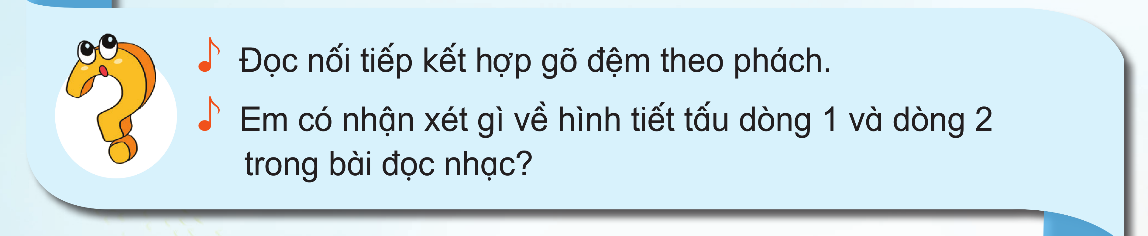 Đọc nối tiếp kết hợp gõ đệm theo phách.
Em có nhận xét gì về hình tiết tấu dòng 1 và dòng 2
trong bài đọc nhạc?